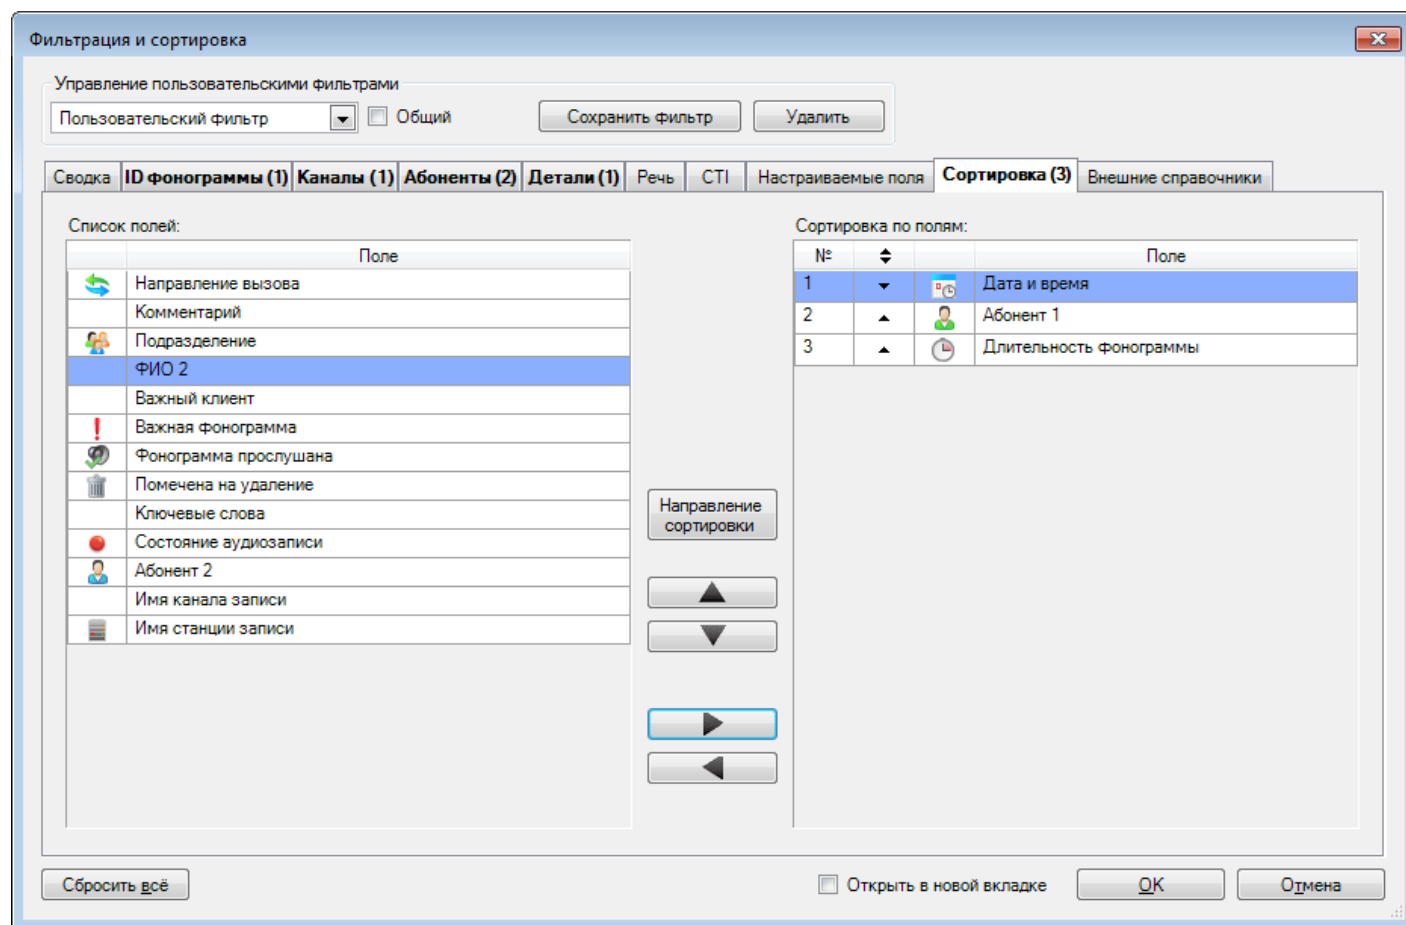 Фильтрация и сортировка
Управление пользовательскими фильтрами
Пользовательский фильтр
Общий
Сохранить фильтр
Удалить
Сводка
ID фонограммы (1)
Каналы (1)
Абоненты (2)
Детали (1)
Речь
CTI
Настраиваемые поля
Сортировка (3)
Внешние справочники
Список полей:
Поле
Направление вызова
Комментарий
Подразделение
ФИО 2
Важный клиент
Важная фонограмма
Фонограмма прослушана
Помечена на удаление
Ключевые слова
Состояние аудиозаписи
Абонент 2
Имя канала записи
Имя станции записи
Направление
сортировки
Сортировка по полям:
№ Поле
1 Дата и время
2 Абонент 1
3 Длительность фонограммы
Сбросить всё
Открыть в новой вкладке
OK
Отмена